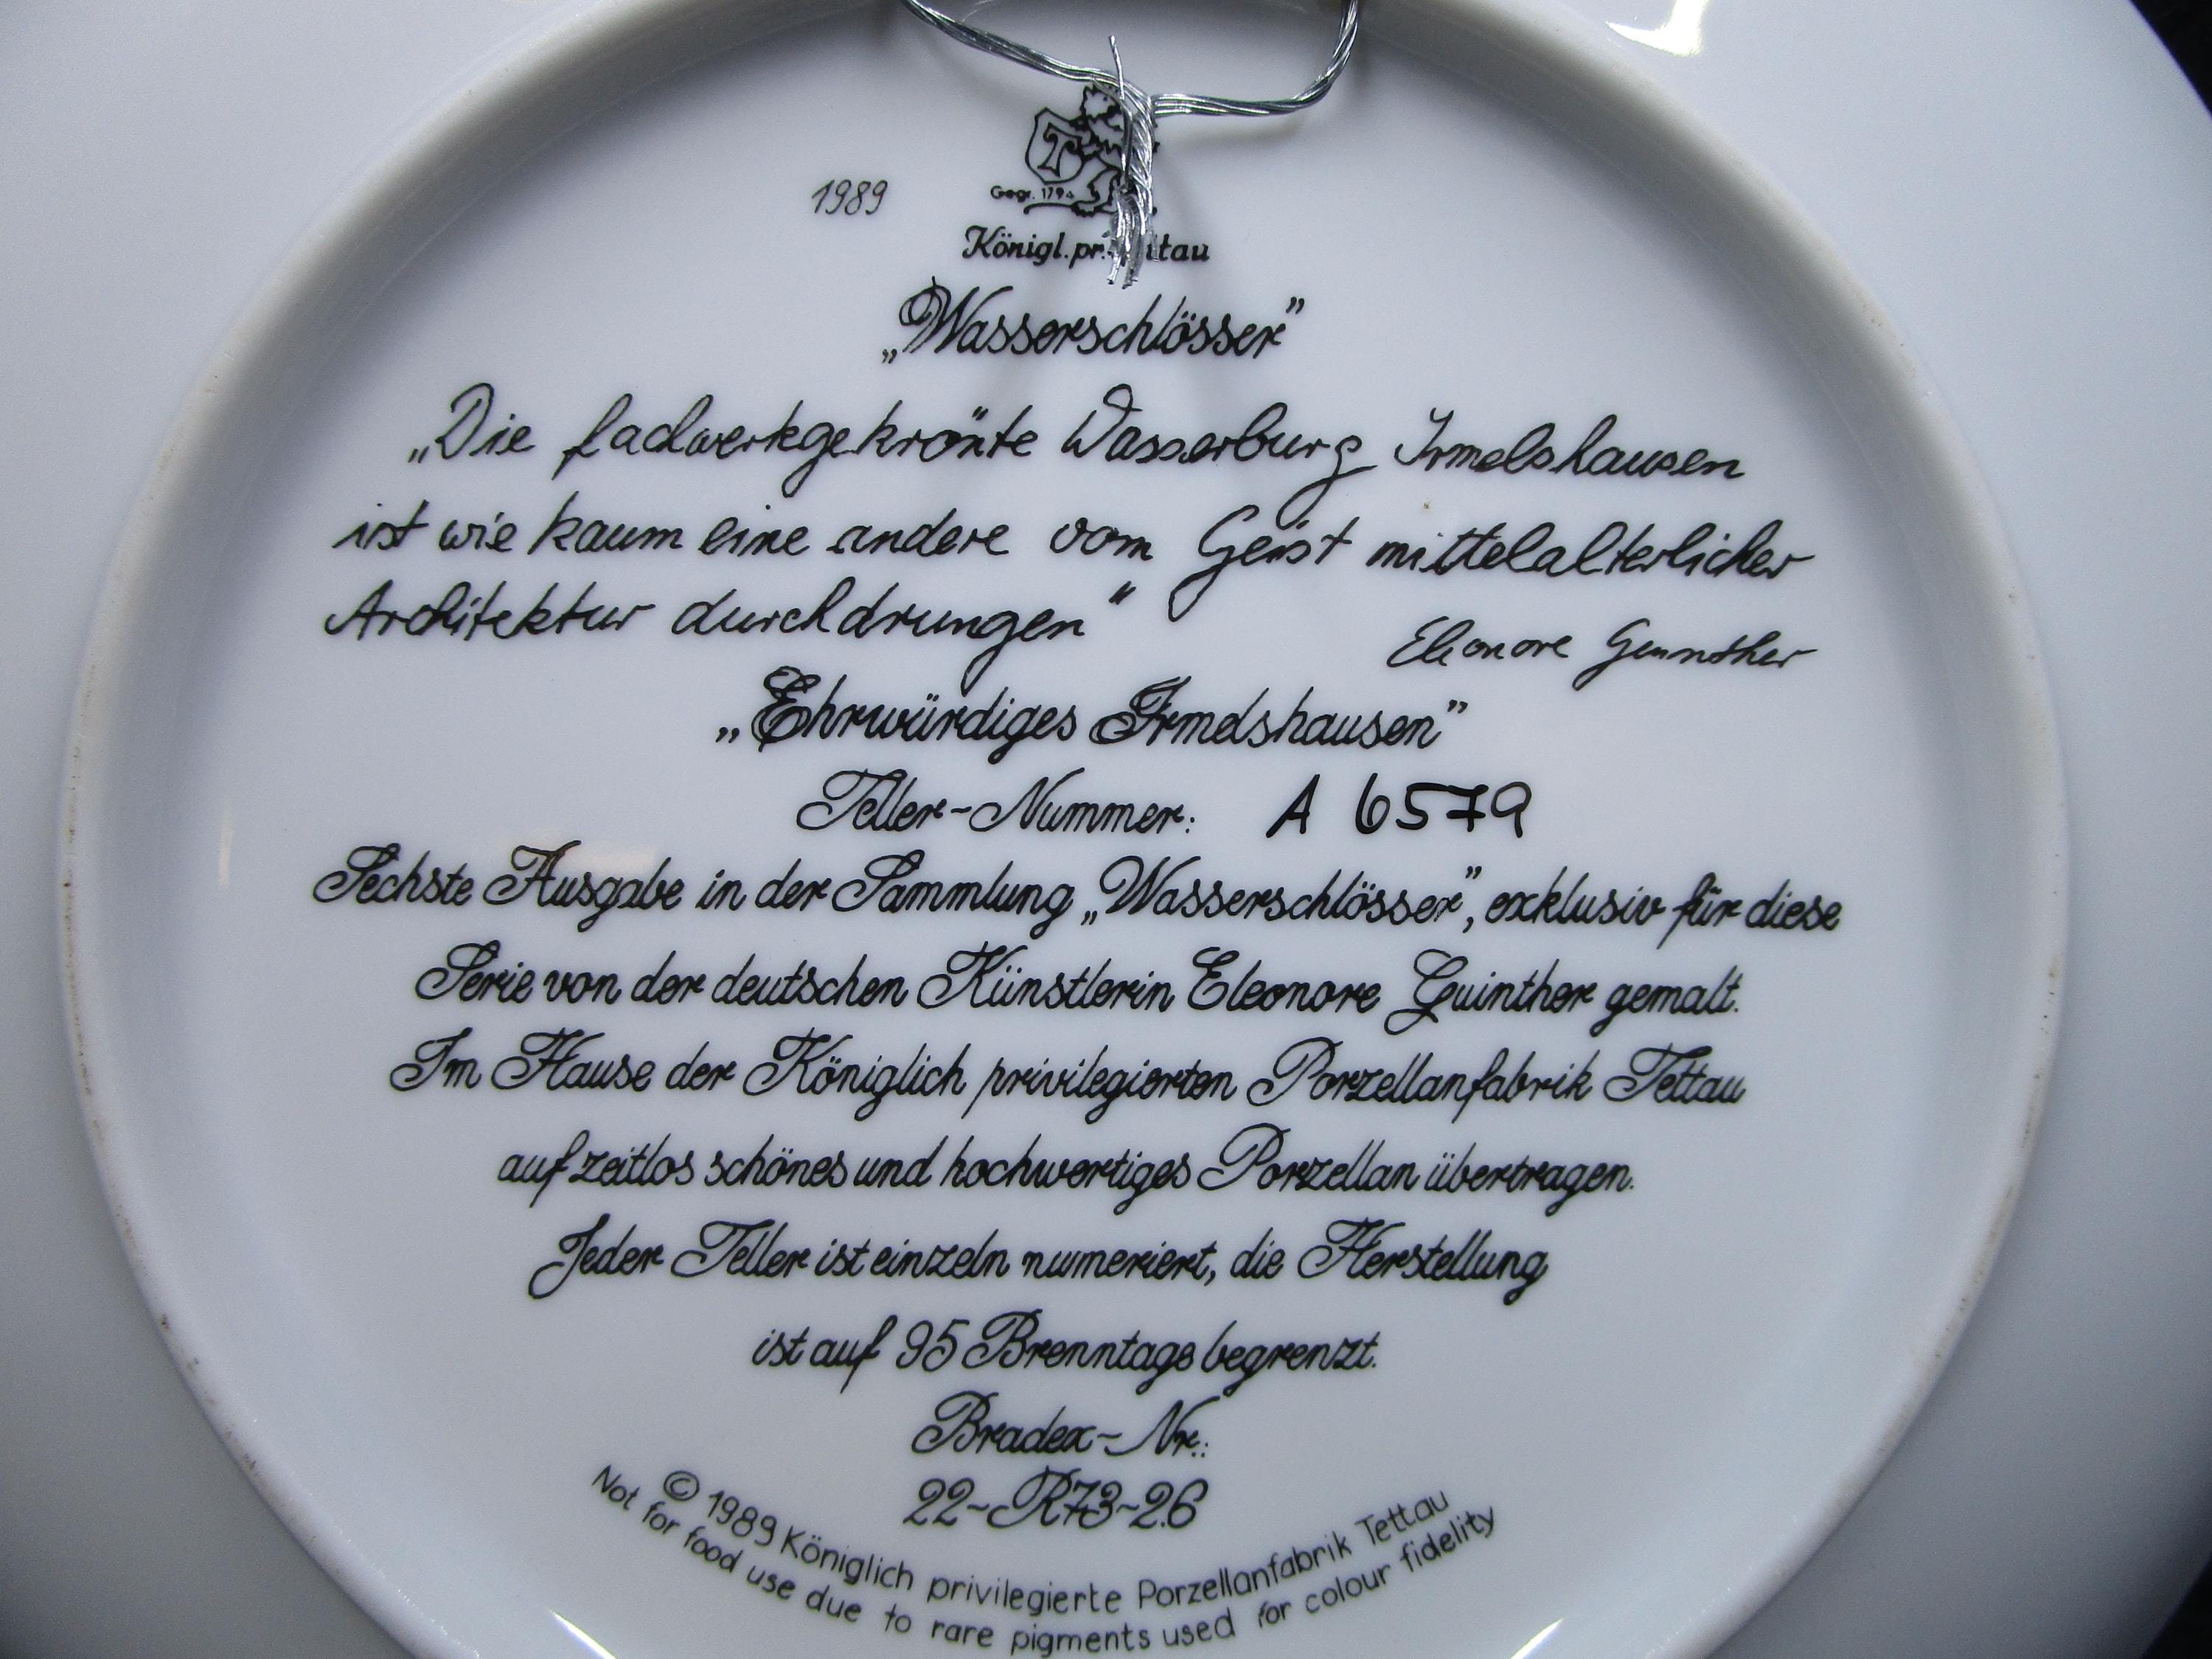 1989
T
Gegr. 1794
Königl.
„Wasserschlösser”
„Die fachwerkgekrönte Wasserburg Irmelshausen
ist wie kaum eine andere vom Geist mittelalterlicher
Architektur durchdrungen“
Eleonore Guinther
„Ehrwürdiges Irmelshausen”
Teller-Nummer: A 6579
Sechste Ausgabe in der Sammlung „Wasserschlösser”, exklusiv für diese
Serie von der deutschen Künstlerin Eleonore Guinther gemalt.
Im Hause der Königlich privilegierten Porzellanfabrik Tettau
auf zeitlos schönes und hochwertiges Porzellan übertragen.
Jeder Teller ist einzeln numeriert, die Herstellung
ist auf 95 Brenntage begrenzt.
Bradex-Nr.:
22-R73-2.6
© 1989 Königlich privilegierte Porzellanfabrik Tettau
Not for food use due to rare pigments used for colour fidelity